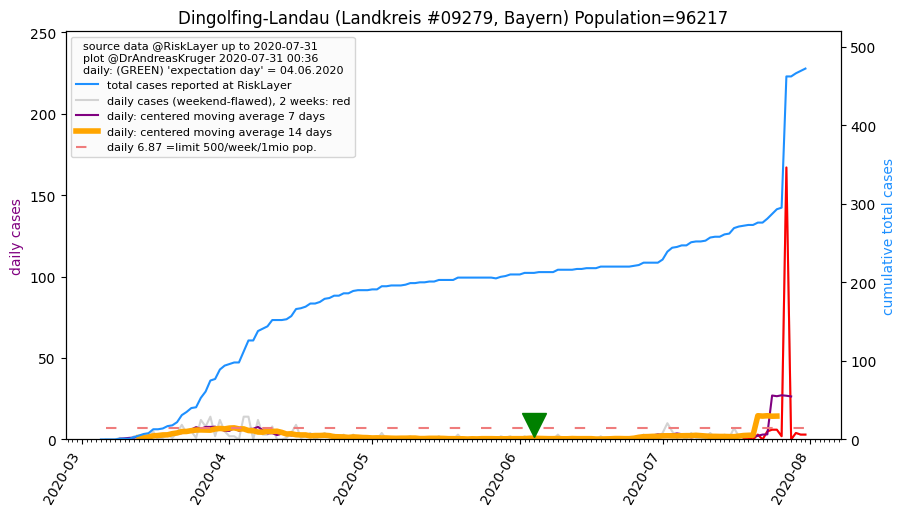 Dingolfing-Landau (Landkreis #09279, Bayern) Population=96217
source data @RiskLayer up to 2020-07-31
plot @DrAndreasKruger 2020-07-31 00:36
daily: (GREEN) 'expectation day' = 04.06.2020
total cases reported at RiskLayer
daily cases (weekend-flawed), 2 weeks: red
daily: centered moving average 7 days
daily: centered moving average 14 days
daily 6.87 =limit 500/week/1mio pop.
daily cases
250
200
150
100
50
0
cumulative total cases
500
400
300
200
100
0
2020-03
2020-04
2020-05
2020-06
2020-07
2020-08